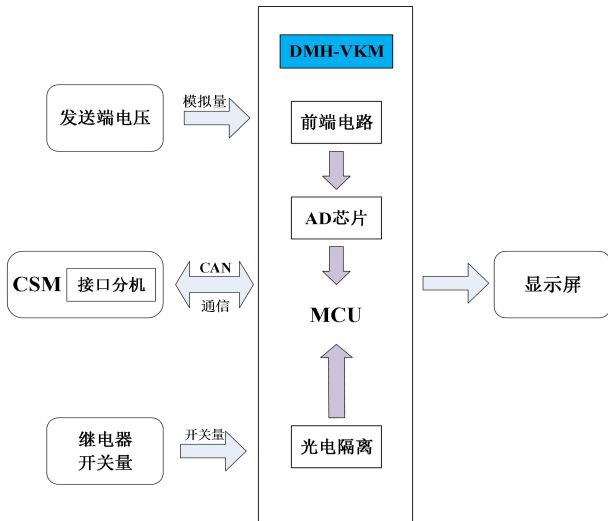 DMH-VKM
模拟量
发送端电压
前端电路
AD芯片
CSM
接口分机
CAN
通信
MCU
显示屏
开关量
继电器
开关量
光电隔离